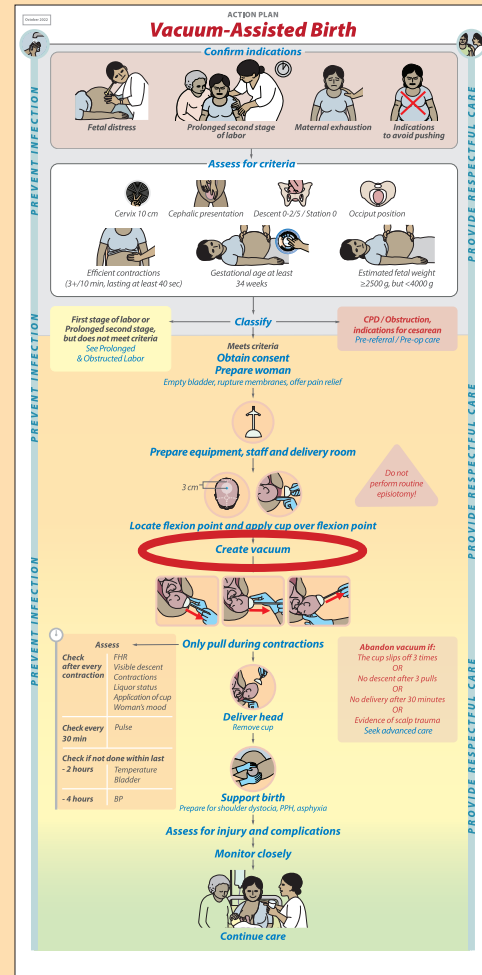 October 2020
ACTION PLAN
Vacuum-Assisted Birth
Confirm indications
Fetal distress
Prolonged second stage
of labor
Maternal exhaustion
Indications
to avoid pushing
Assess for criteria
Cervix 10 cm
Cephalic presentation
Descent 0-2/5 / Station 0
Occiput position
Efficient contractions
(3+/10 min, lasting at least 40 sec)
Gestational age at least
34 weeks
Estimated fetal weight
≥2500 g, but <4000 g
Classify
First stage of labor or
Prolonged second stage,
but does not meet criteria
See Prolonged
& Obstructed Labor
CPD / Obstruction,
indications for cesarean
Pre-referral / Pre-op care
Meets criteria
Obtain consent
Prepare woman
Empty bladder, rupture membranes, offer pain relief
Prepare equipment, staff and delivery room
3 cm
Do not
perform routine
episiotomy!
Locate flexion point and apply cup over flexion point
Create vacuum
Only pull during contractions
Assess
Check
after every
contraction
FHR
Visible descent
Contractions
Liquor status
Application of cup
Woman's mood
Check every
30 min
Pulse
Check if not done within last
- 2 hours
Temperature
Bladder
- 4 hours
BP
Abandon vacuum if:
The cup slips off 3 times
OR
No descent after 3 pulls
OR
No delivery after 30 minutes
OR
Evidence of scalp trauma
Seek advanced care
Deliver head
Remove cup
Support birth
Prepare for shoulder dystocia, PPH, asphyxia
Assess for injury and complications
Monitor closely
Continue care
PREVENT INFECTION
PREVENT INFECTION
PREVENT INFECTION
PROVIDE RESPECTFUL CARE
PROVIDE RESPECTFUL CARE
PROVIDE RESPECTFUL CARE